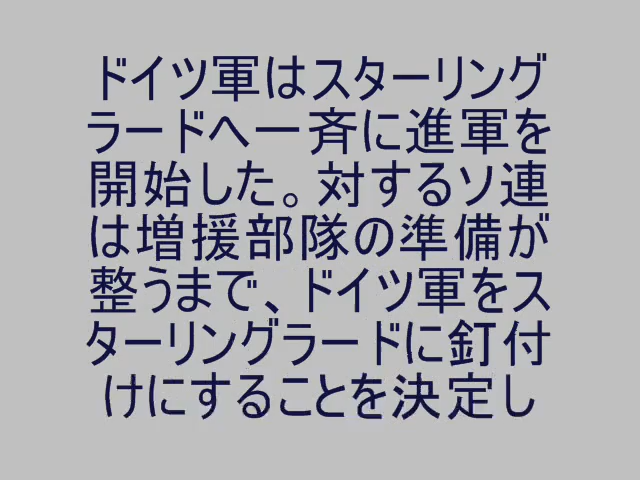 ドイツ軍はスターリング
ラードへ一斉に進軍を
開始した。対するソ連
は増援部隊の準備が
整うまで、ドイツ軍をス
ターリングラードに釘付
けにすることを決定し